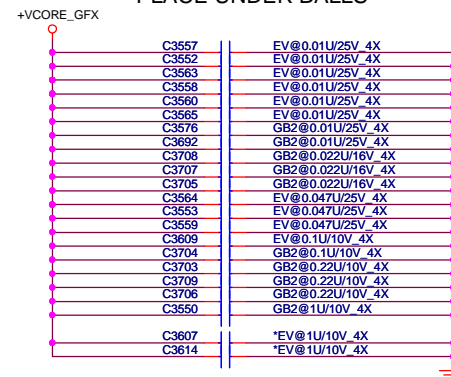 PLACE UNDER BALLS
+VCORE_GFX
C3557 EV@0.01U/25V_4X
C3552 EV@0.01U/25V_4X
C3563 EV@0.01U/25V_4X
C3558 EV@0.01U/25V_4X
C3560 EV@0.01U/25V_4X
C3565 EV@0.01U/25V_4X
C3576 GB2@0.01U/25V_4X
C3692 GB2@0.01U/25V_4X
C3708 GB2@0.022U/16V_4X
C3707 GB2@0.022U/16V_4X
C3705 GB2@0.022U/16V_4X
C3564 EV@0.047U/25V_4X
C3553 EV@0.047U/25V_4X
C3559 EV@0.047U/25V_4X
C3609 EV@0.1U/10V_4X
C3704 GB2@0.1U/10V_4X
C3703 GB2@0.22U/10V_4X
C3709 GB2@0.22U/10V_4X
C3706 GB2@0.22U/10V_4X
C3550 GB2@1U/10V_4X
C3607 *EV@1U/10V_4X
C3614 *EV@1U/10V_4X